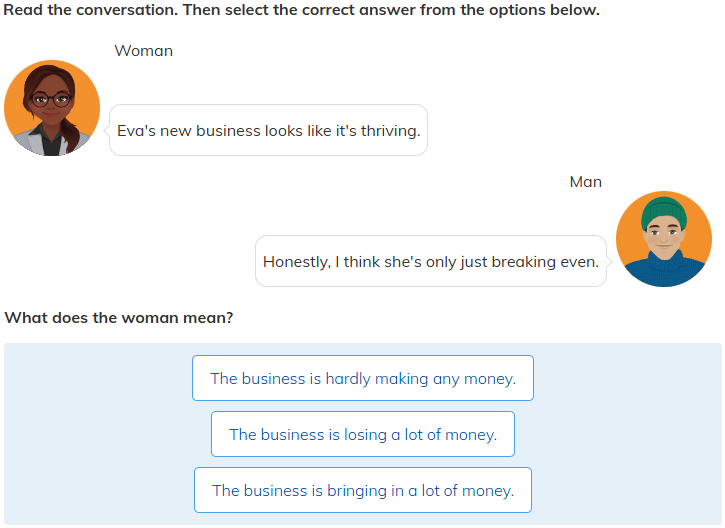 Read the conversation. Then select the correct answer from the options below.
Woman
Eva's new business looks like it's thriving.
Man
Honestly, I think she's only just breaking even.
What does the woman mean?
The business is hardly making any money.
The business is losing a lot of money.
The business is bringing in a lot of money.